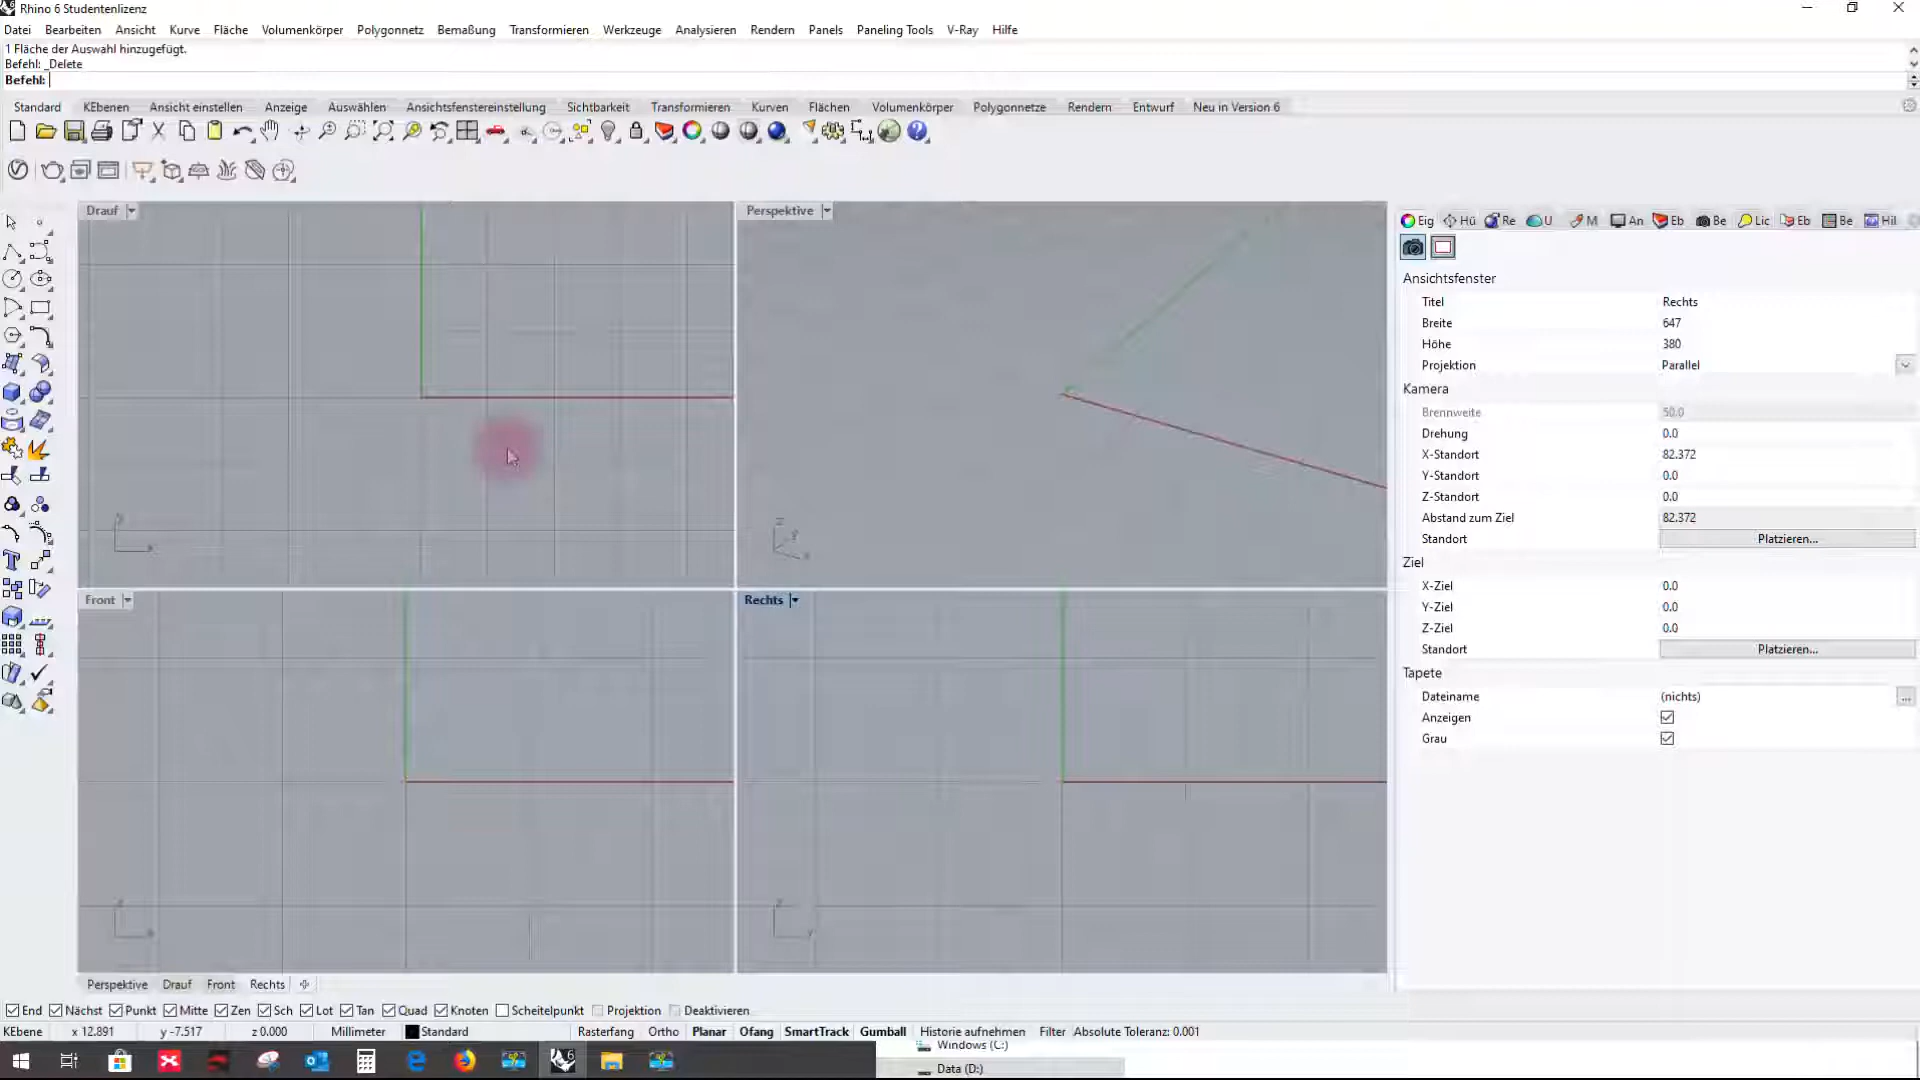 Rhino 6 Studentenlizenz
Datei Bearbeiten Ansicht Kurve Fläche Volumenkörper Polygonnetz Bemaßung Transformieren Werkzeuge Analysieren Rendern Panels Paneling Tools V-Ray Hilfe
1 Fläche der Auswahl hinzugefügt.
Befehl: _Delete
Befehl:
Standard KEbenen Ansicht einstellen Anzeige Auswählen Ansichtsfenstereinstellung Sichtbarkeit Transformieren Kurven Flächen Volumenkörper Polygonnetze Rendern Entwurf Neu in Version 6
Drauf
Perspektive
Eig Hü Re U M An Eb Be Lic Eb Be Hil
Ansichtsfenster
Titel Rechts
Breite 647
Höhe 380
Projektion Parallel
Kamera
Brennweite 50.0
Drehung 0.0
X-Standort 82.372
Y-Standort 0.0
Z-Standort 0.0
Abstand zum Ziel 82.372
Standort Platzieren...
Ziel
X-Ziel 0.0
Y-Ziel 0.0
Z-Ziel 0.0
Standort Platzieren...
Tapete
Dateiname (nichts) ...
Anzeigen
Grau
Front
Rechts
Perspektive Drauf Front Rechts
End Nächst Punkt Mitte Zen Sch Lot Tan Quad Knoten Scheitelpunkt Projektion Deaktivieren
KEbene x 12.891 y -7.517 z 0.000 Millimeter Standard Rasterfang Ortho Planar Ofang SmartTrack Gumball Historie aufnehmen Filter Absolute Toleranz: 0.001
Windows (C:)
Data (D:)